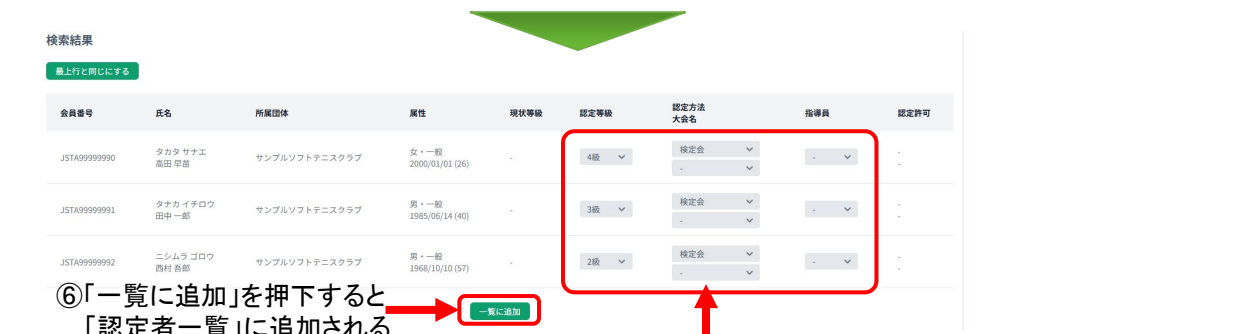 検索結果
最上行と同じにする
会員番号 氏名 所属団体 属性 現状等級 認定等級 認定方法 大会名 指導員 認定許可
JSTA99999990 タカタ サナエ 高田 早苗 サンプルソフトテニスクラブ 女・一般 2000/01/01 (26) - 4級 検定会 - - - -
JSTA99999991 タナカ イチロウ 田中 一郎 サンプルソフトテニスクラブ 男・一般 1985/06/14 (40) - 3級 検定会 - - - -
JSTA99999992 ニシムラ ゴロウ 西村 吾郎 サンプルソフトテニスクラブ 男・一般 1968/10/10 (57) - 2級 検定会 - - - -
⑥「一覧に追加」を押下すると
一覧に追加
「認定者一覧」に追加される